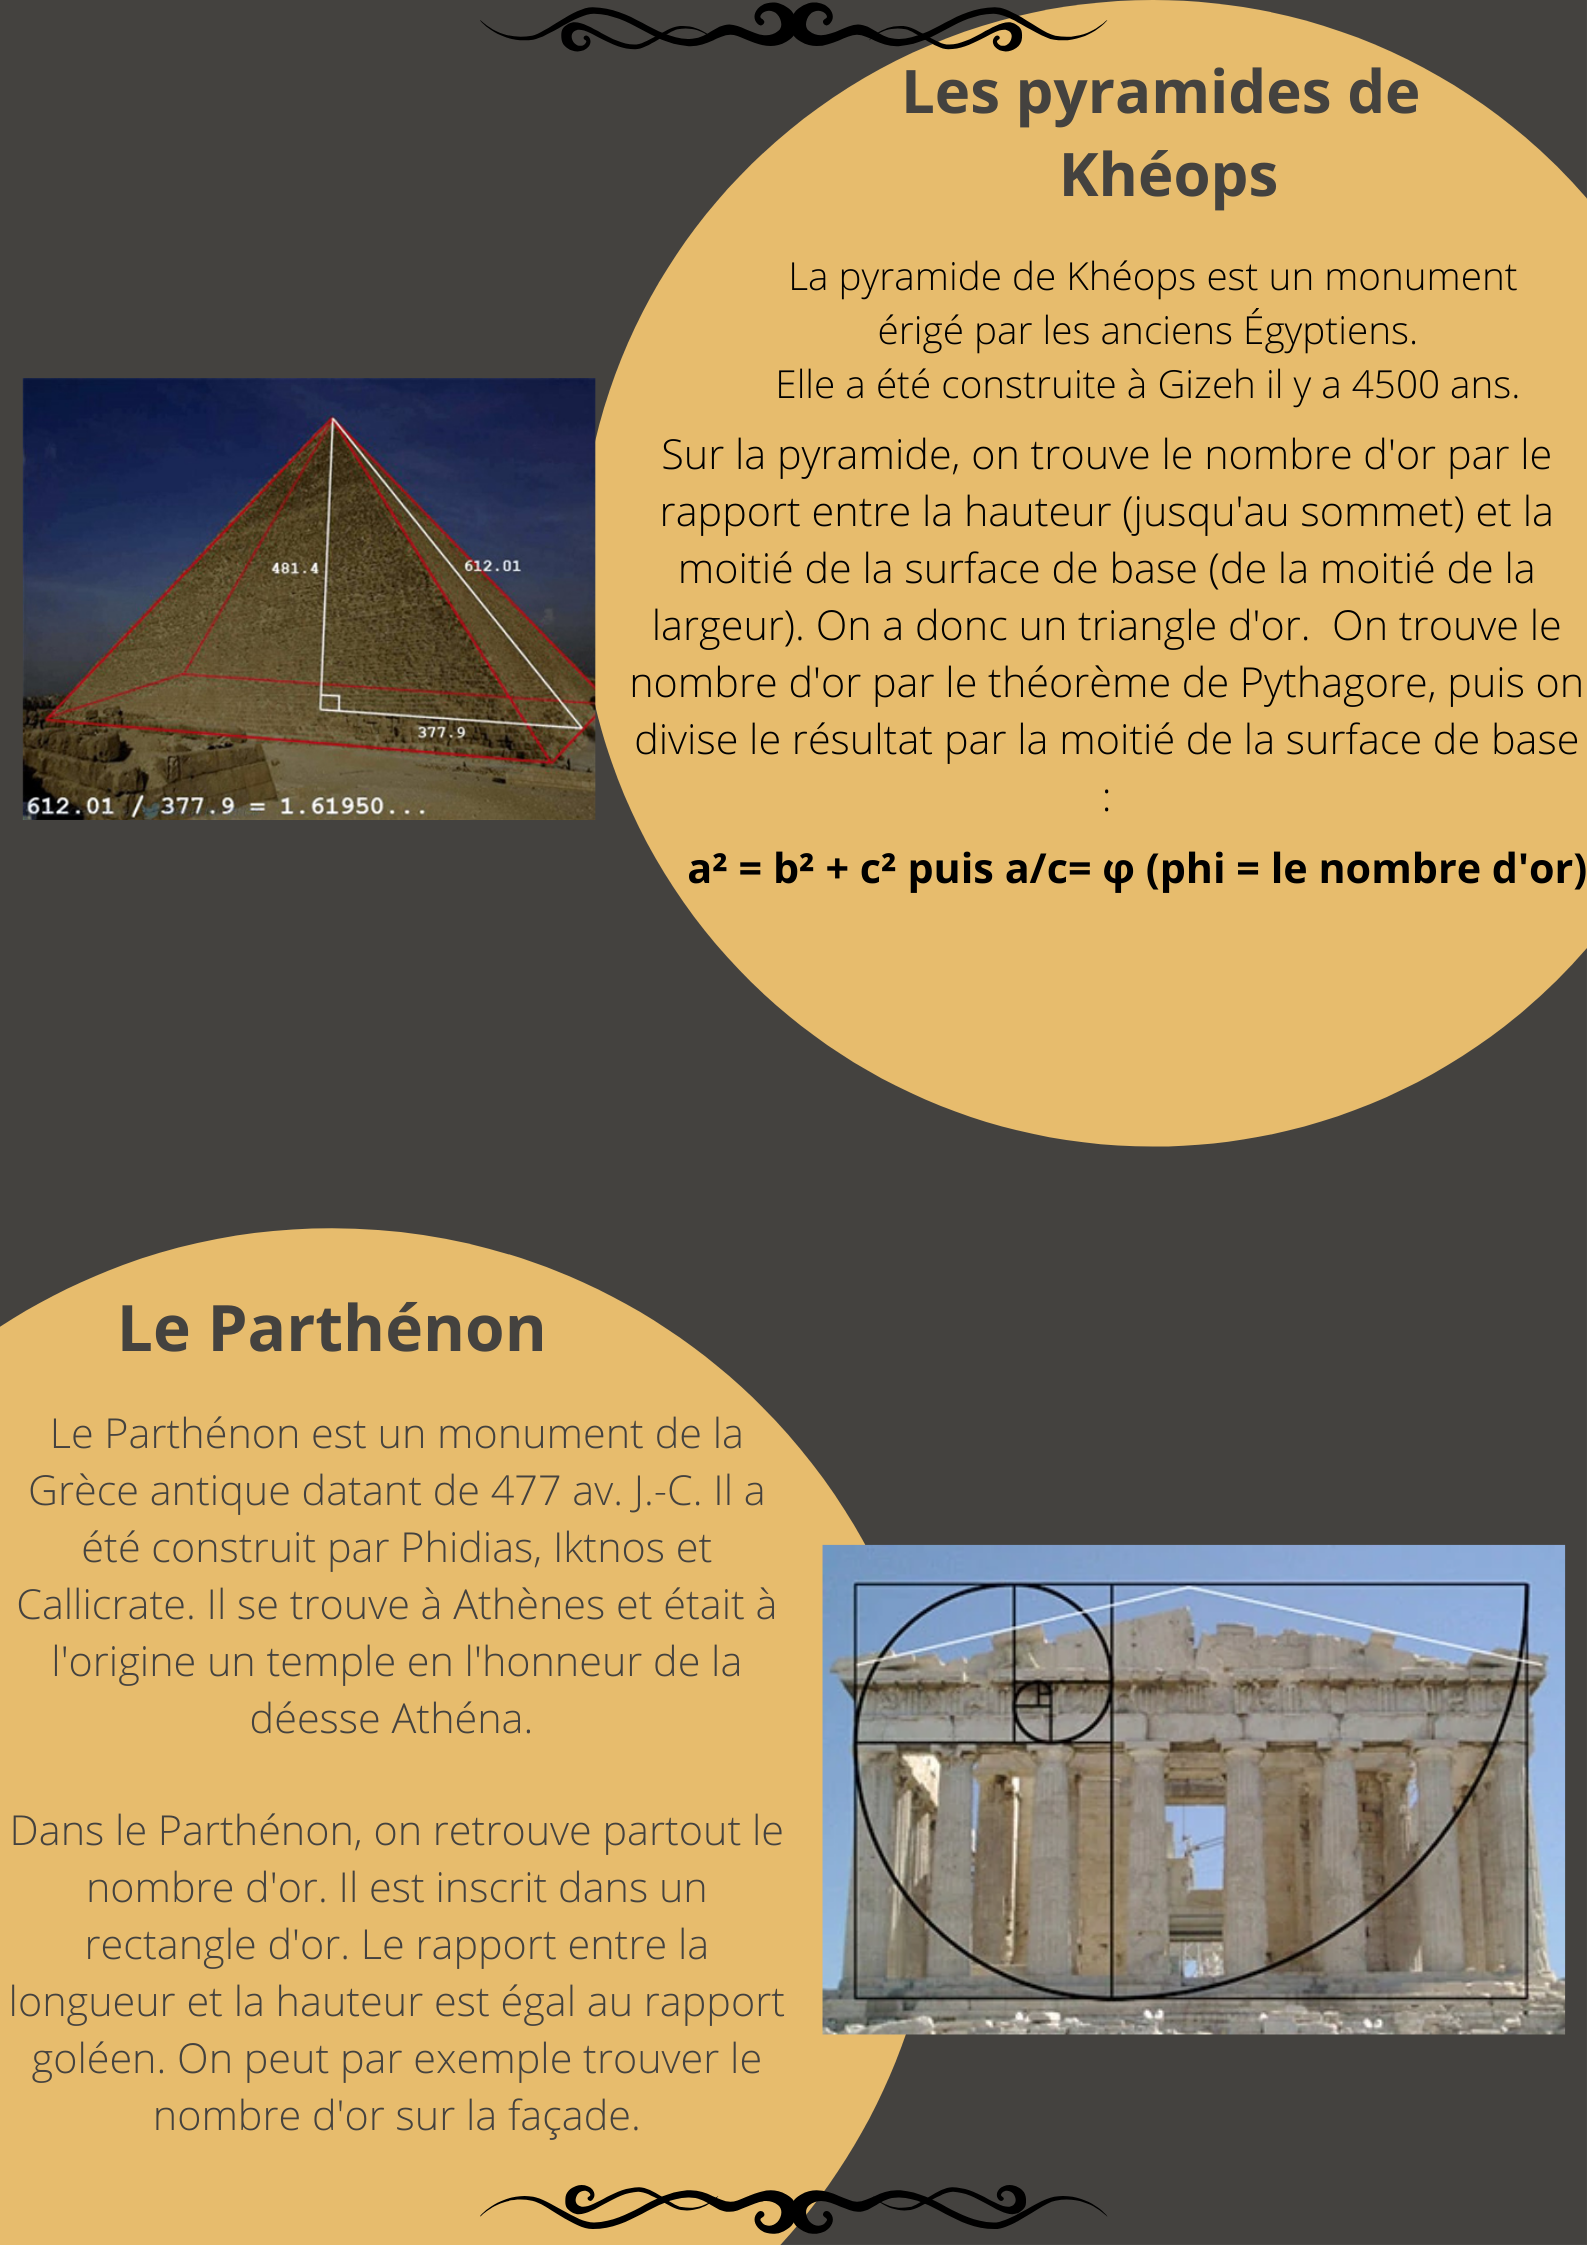 Les pyramides de
Khéops
La pyramide de Khéops est un monument
érigé par les anciens Égyptiens.
Elle a été construite à Gizeh il y a 4500 ans.
Sur la pyramide, on trouve le nombre d'or par le
rapport entre la hauteur (jusqu'au sommet) et la
moitié de la surface de base (de la moitié de la
largeur). On a donc un triangle d'or.  On trouve le
nombre d'or par le théorème de Pythagore, puis on
divise le résultat par la moitié de la surface de base
:
a² = b² + c² puis a/c= φ (phi = le nombre d'or)
481.4
612.01
377.9
612.01 / 377.9 = 1.61950...
Le Parthénon
Le Parthénon est un monument de la
Grèce antique datant de 477 av. J.-C. Il a
été construit par Phidias, Iktnos et
Callicrate. Il se trouve à Athènes et était à
l'origine un temple en l'honneur de la
déesse Athéna.
Dans le Parthénon, on retrouve partout le
nombre d'or. Il est inscrit dans un
rectangle d'or. Le rapport entre la
longueur et la hauteur est égal au rapport
goléen. On peut par exemple trouver le
nombre d'or sur la façade.